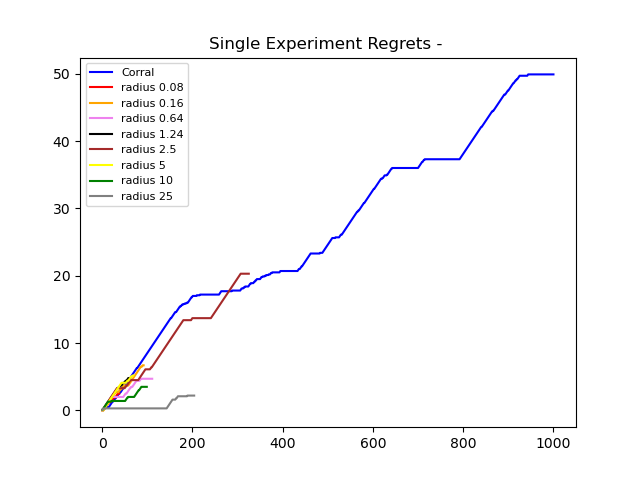 Single Experiment Regrets -
50
40
30
20
10
0
Corral
radius 0.08
radius 0.16
radius 0.64
radius 1.24
radius 2.5
radius 5
radius 10
radius 25
0
200
400
600
800
1000